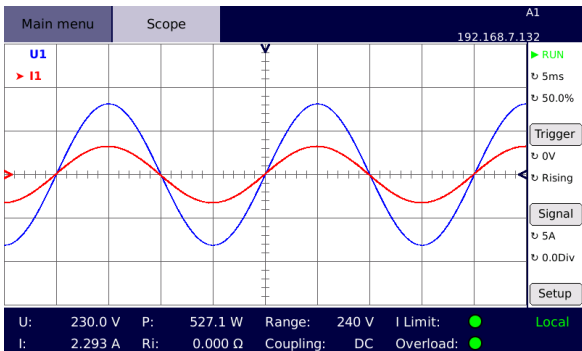 Main menu Scope A1
192.168.7.132
U1 ► RUN
➤ I1 ↻ 5ms
↻ 50.0%
Trigger
↻ 0V
↻ Rising
Signal
↻ 5A
↻ 0.0Div
Setup
U: 230.0 V P: 527.1 W Range: 240 V I Limit: Local
I: 2.293 A Ri: 0.000 Ω Coupling: DC Overload: